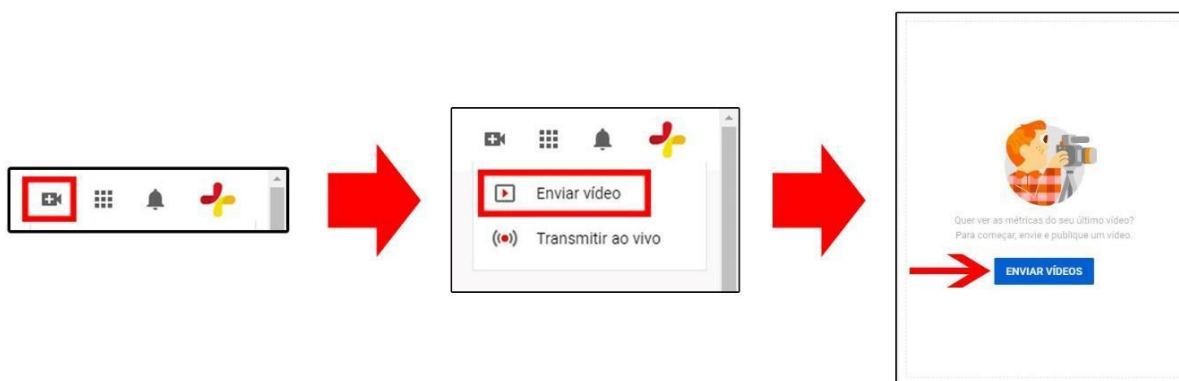 Enviar vídeo
Transmitir ao vivo
Quer ver as métricas do seu último vídeo?
Para começar, envie e publique um vídeo.
ENVIAR VÍDEOS